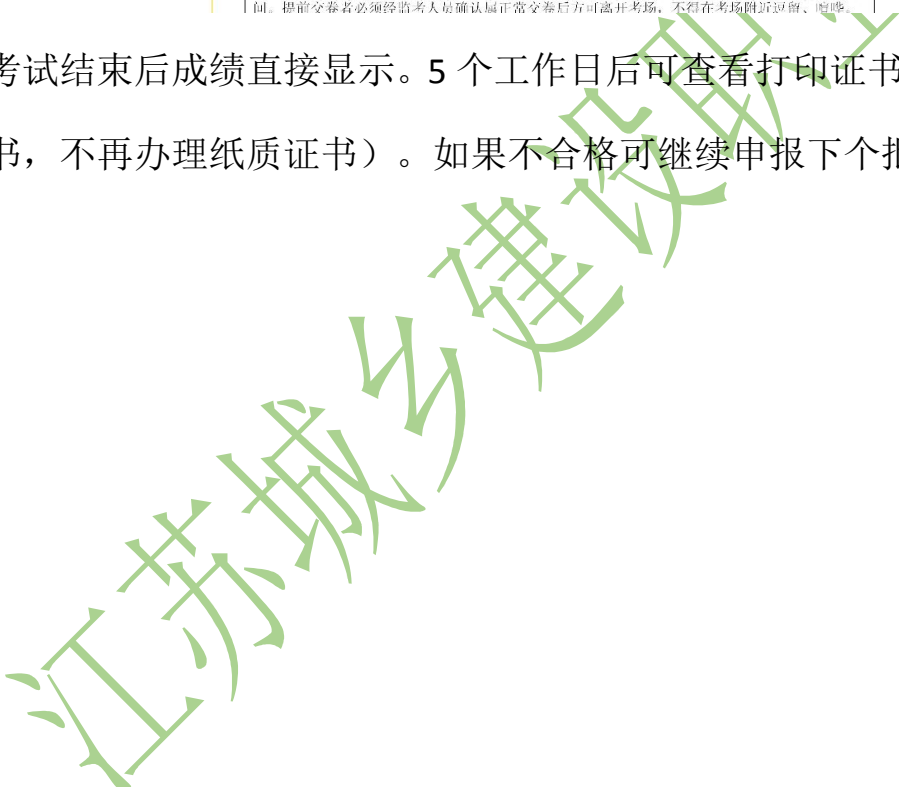 间。提前交卷者必须经监考人员确认属正常交卷后方可离开考场，不得在考场附近逗留、喧哗。
考试结束后成绩直接显示。5 个工作日后可查看打印证书
书，不再办理纸质证书）。如果不合格可继续申报下个批
江苏城乡建设职业